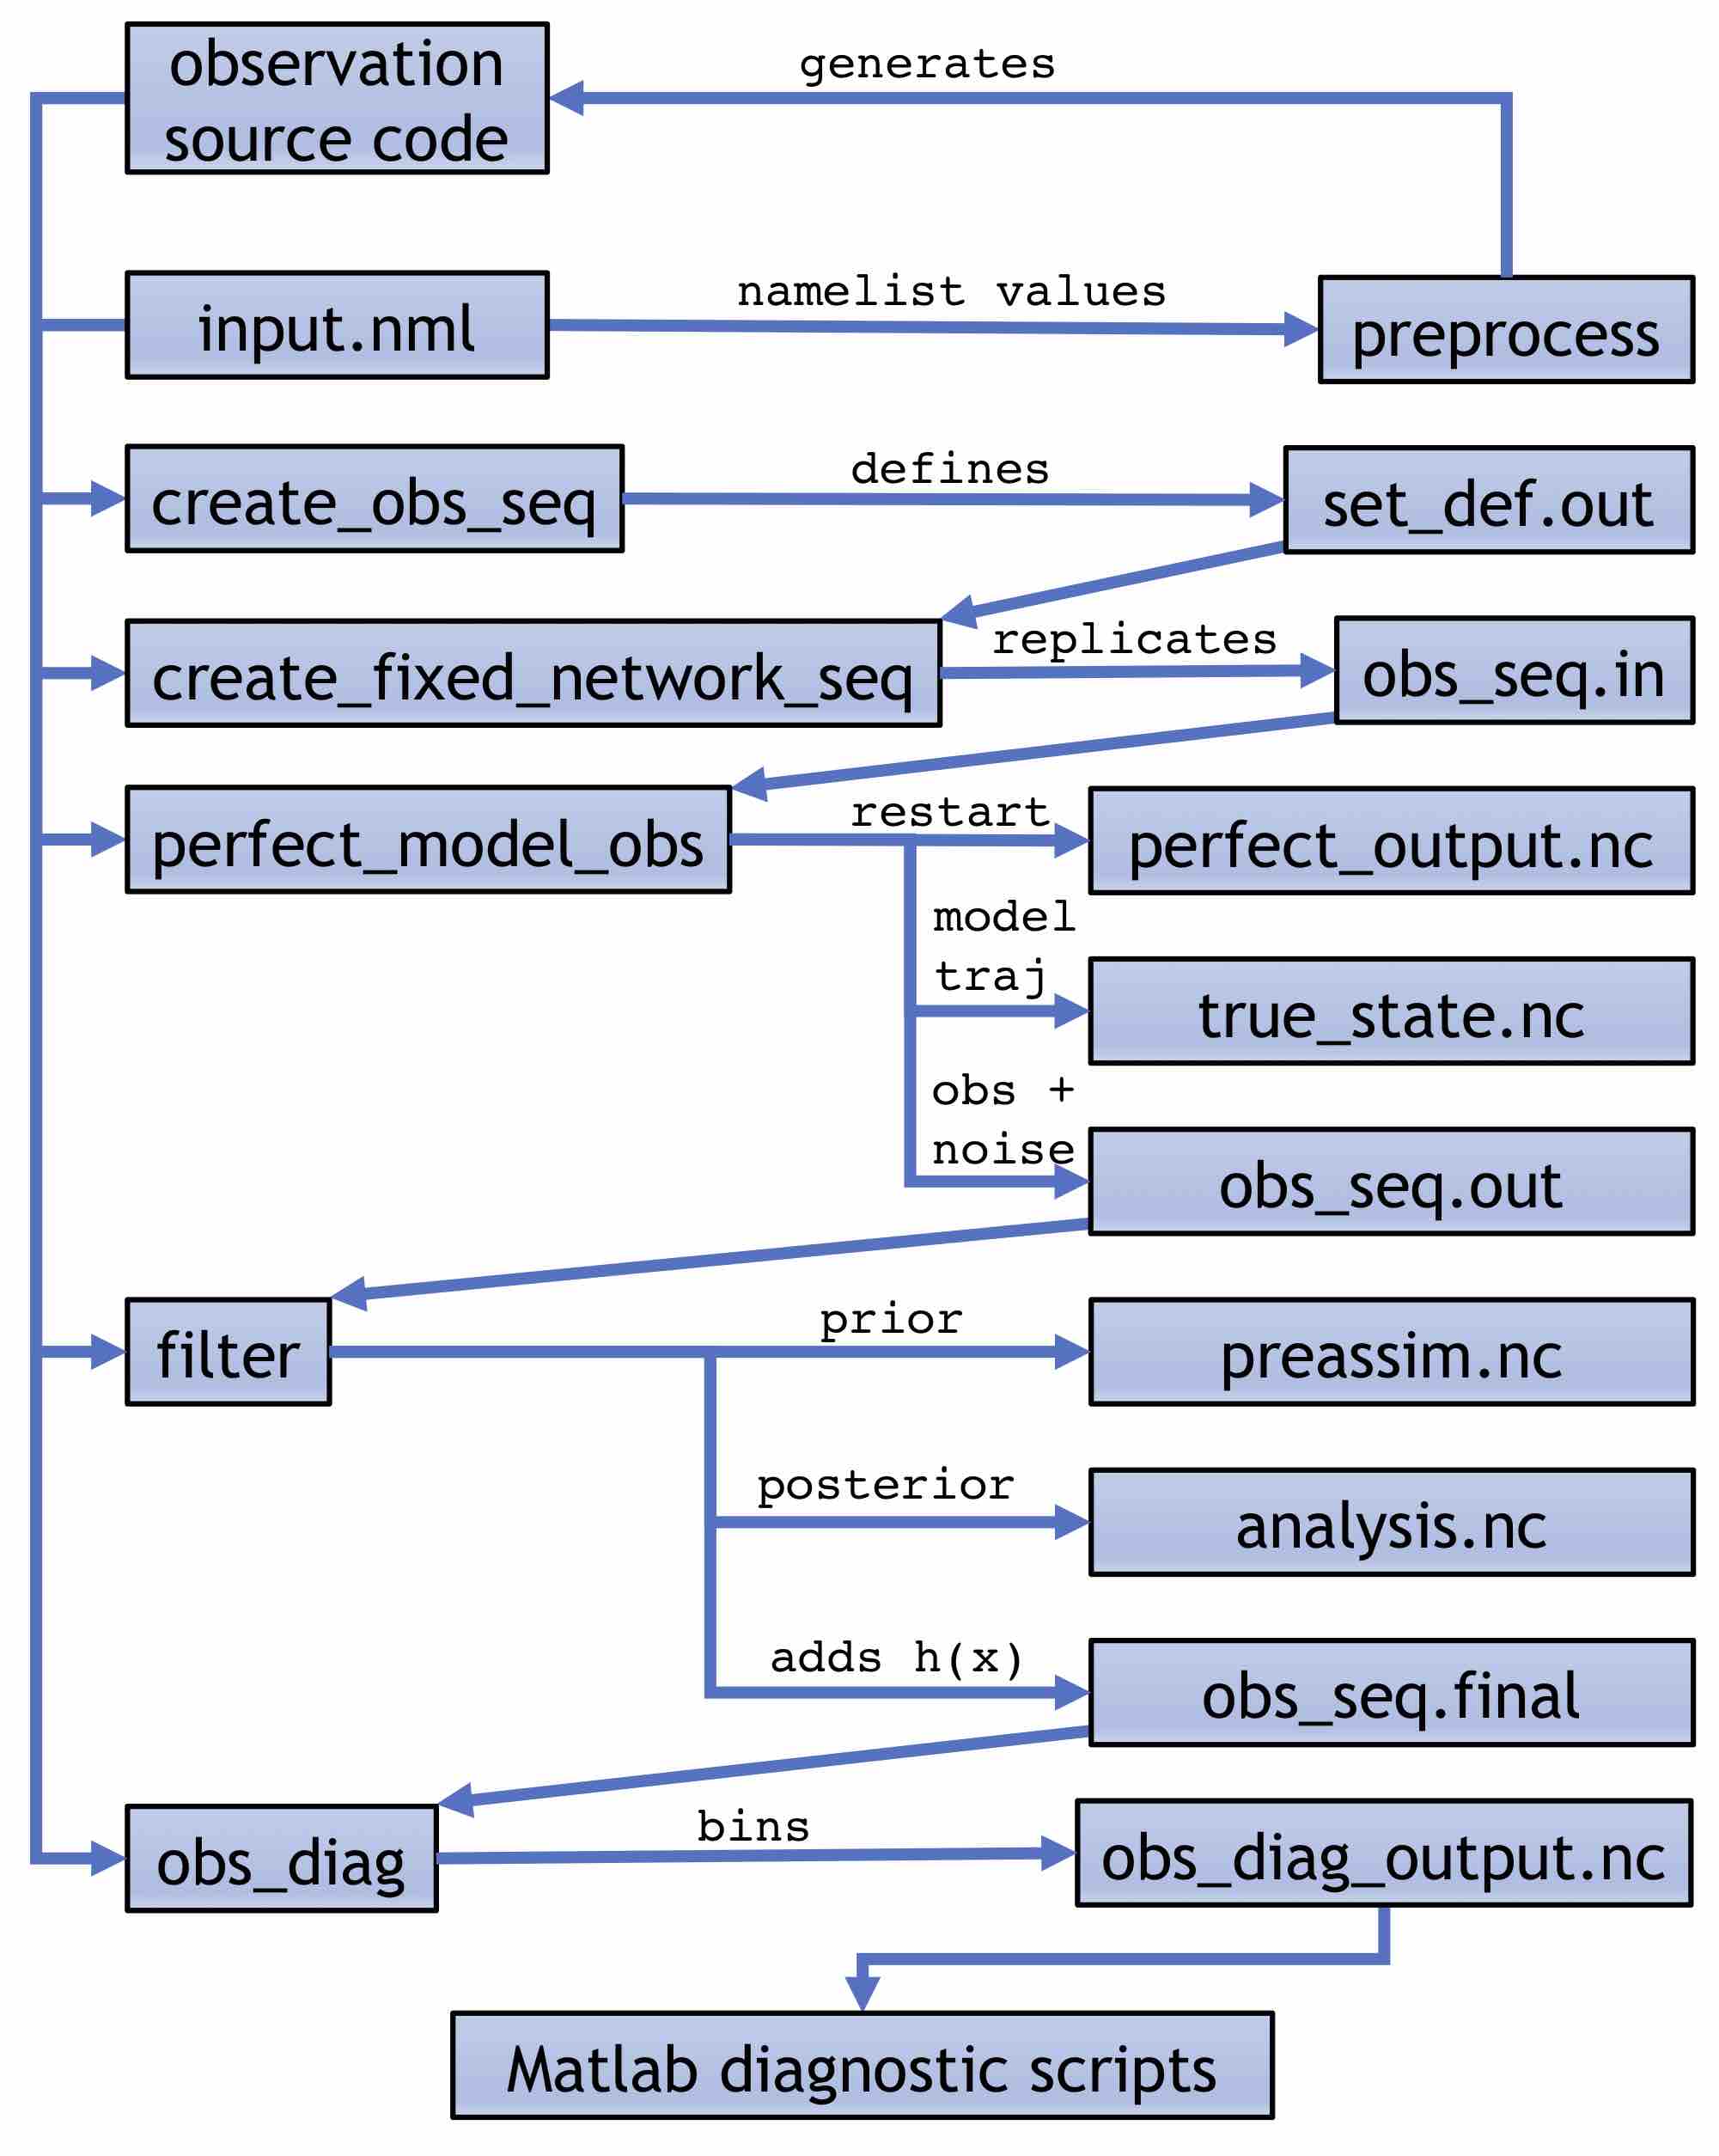 observation
source code
generates
input.nml
namelist values
preprocess
create_obs_seq
defines
set_def.out
create_fixed_network_seq
replicates
obs_seq.in
perfect_model_obs
restart
perfect_output.nc
model
traj
true_state.nc
obs +
noise
obs_seq.out
filter
prior
preassim.nc
posterior
analysis.nc
adds h(x)
obs_seq.final
obs_diag
bins
obs_diag_output.nc
Matlab diagnostic scripts